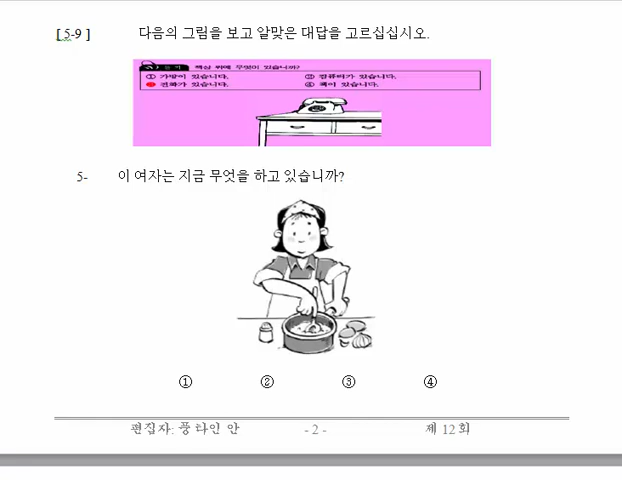 [ 5-9 ] 다음의 그림을 보고 알맞은 대답을 고르십십시오.
책상 위에 무엇이 있습니까?
① 가방이 있습니다. ② 컴퓨터가 있습니다.
전화가 있습니다. ④ 책이 있습니다.
5- 이 여자는 지금 무엇을 하고 있습니까?
① ② ③ ④
편집자: 풍 타인 안 - 2 - 제 12회